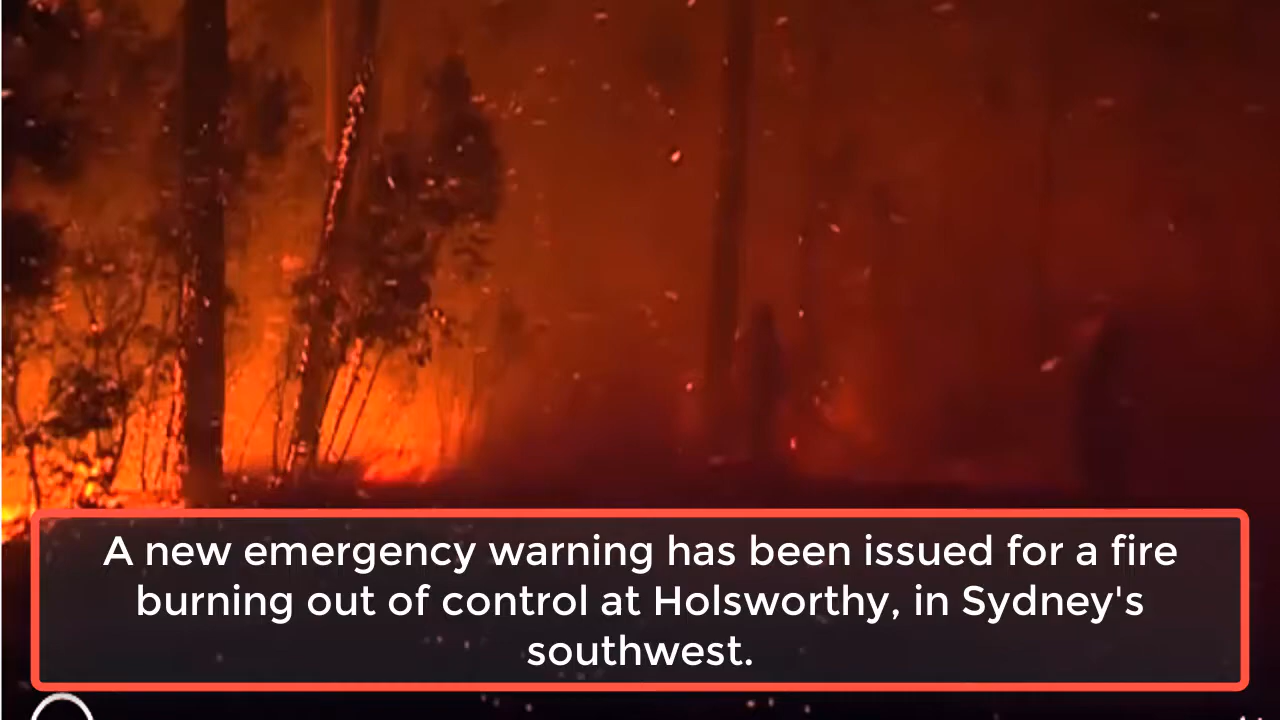 A new emergency warning has been issued for a fire
burning out of control at Holsworthy, in Sydney's
southwest.